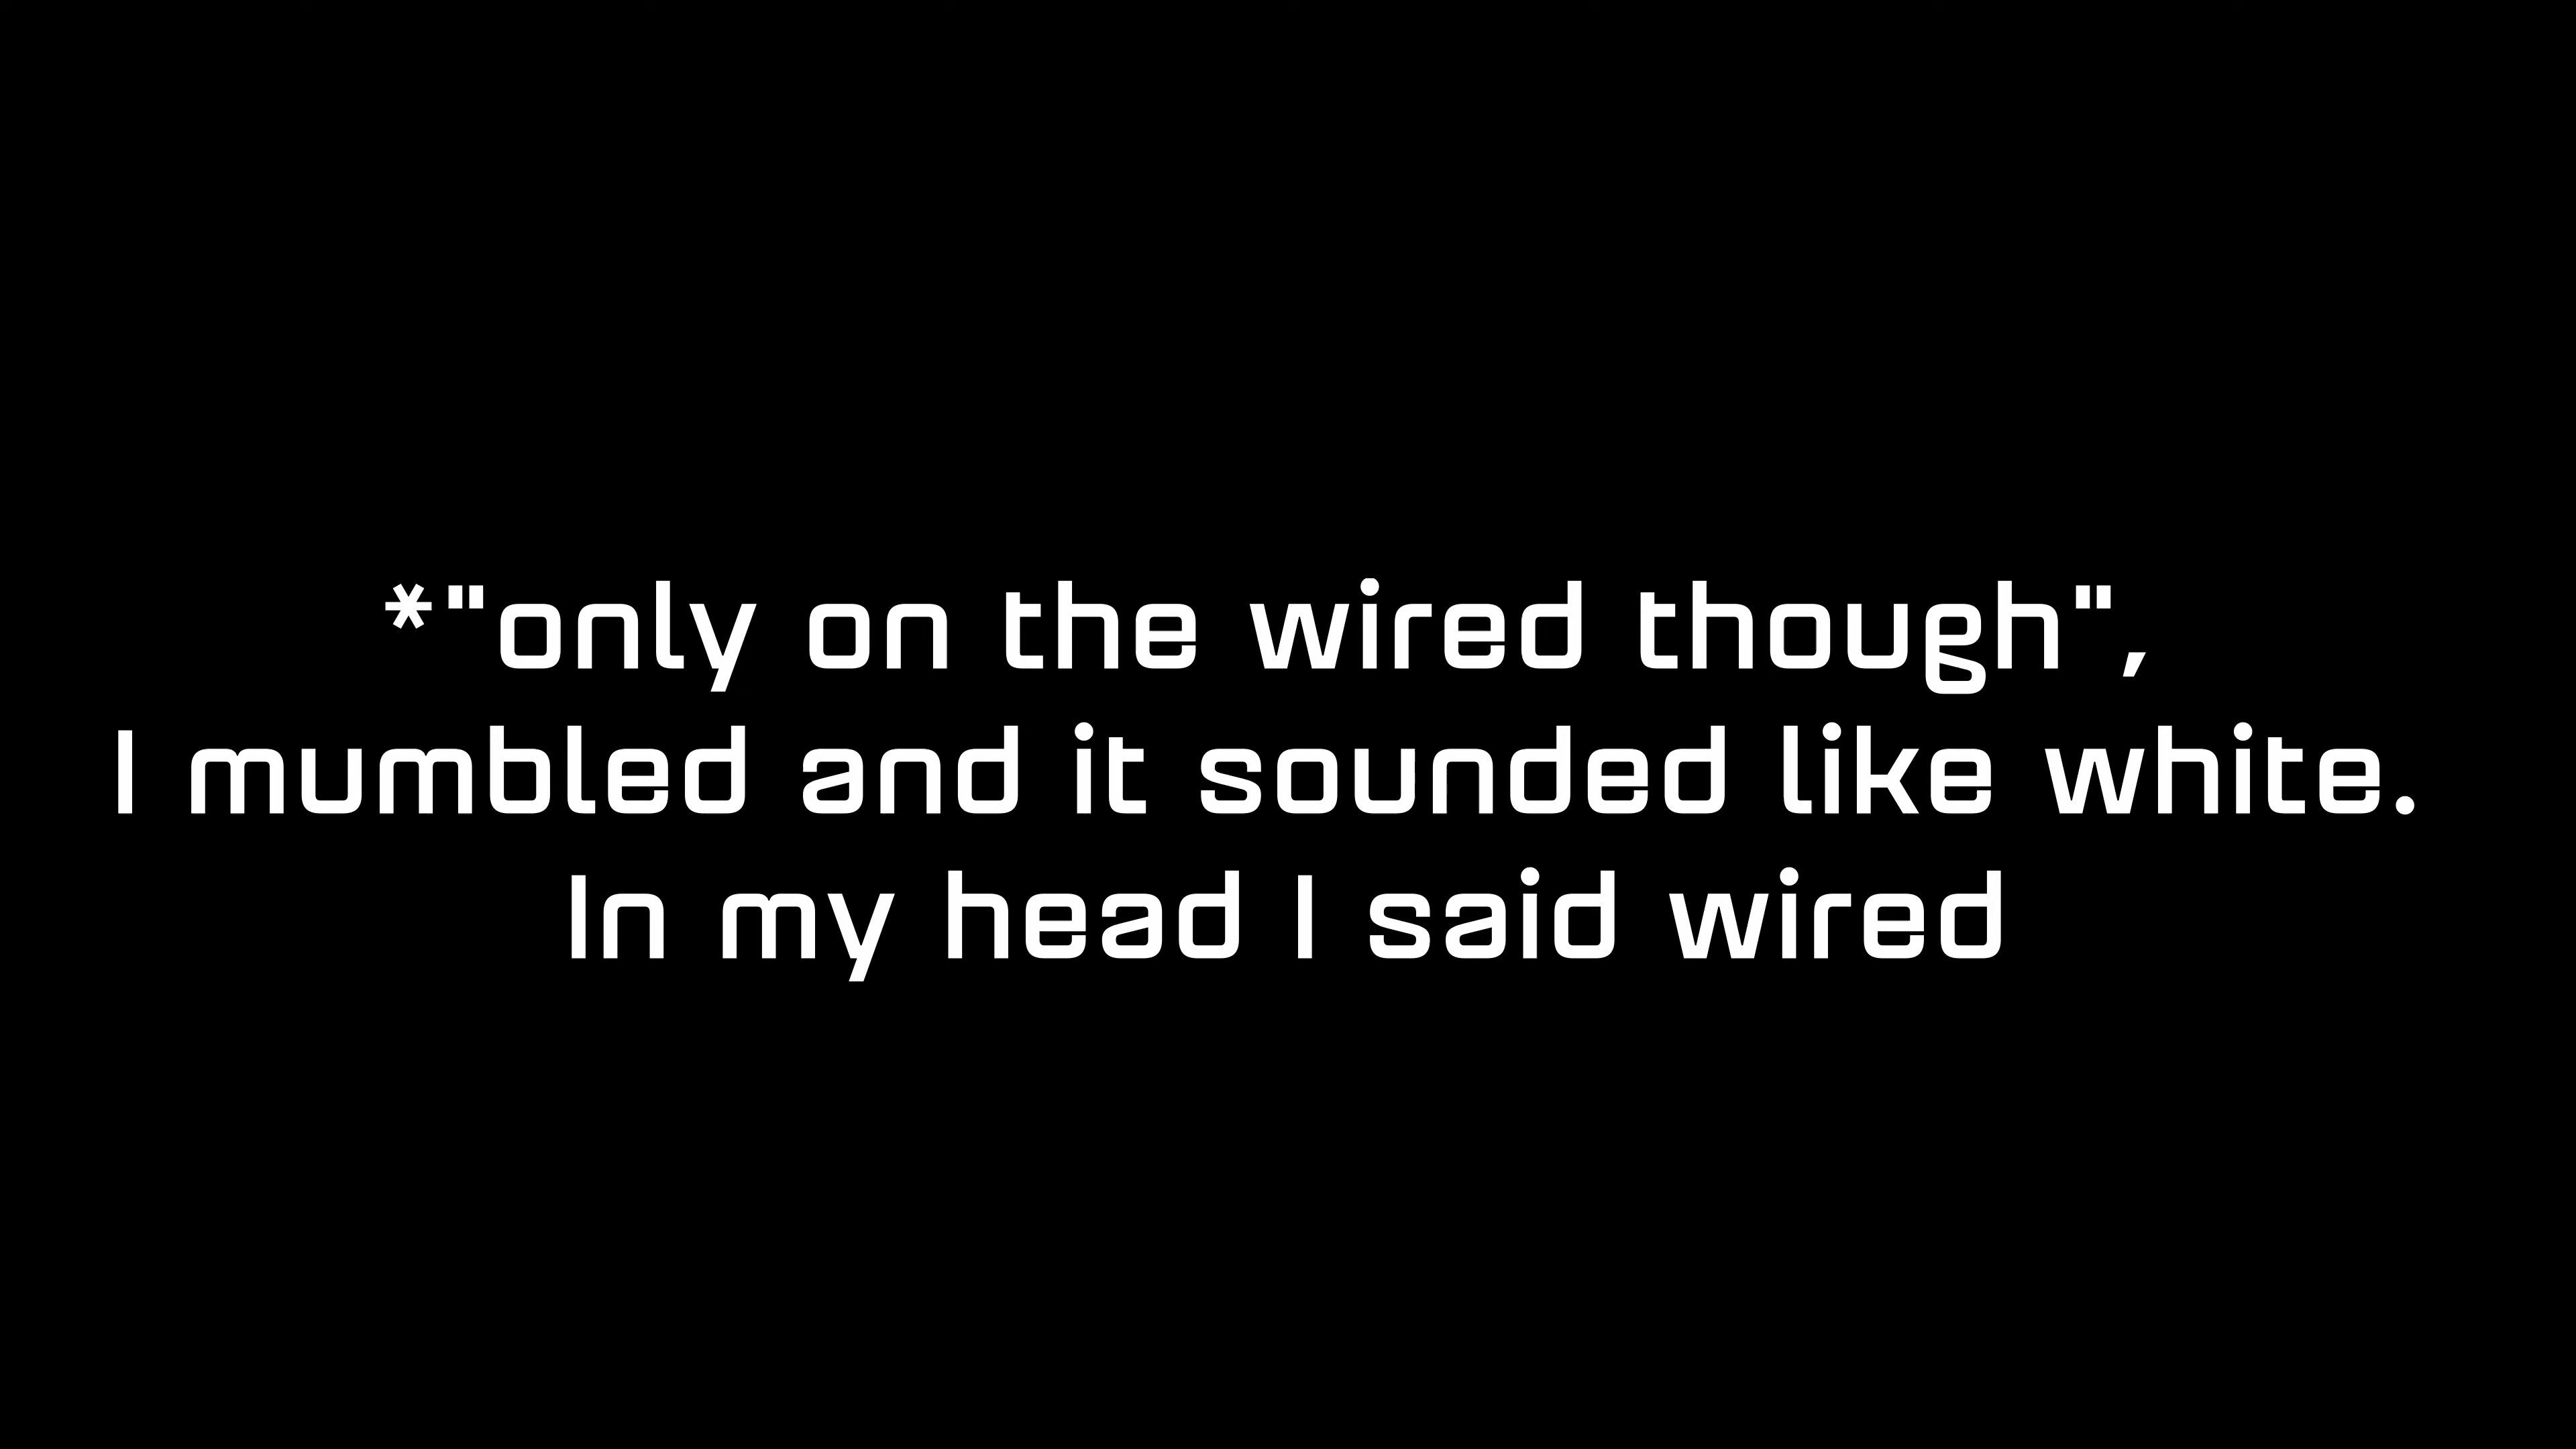 *"only on the wired though",
I mumbled and it sounded like white.
In my head I said wired